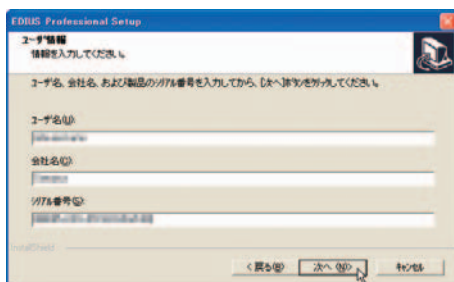 EDIUS Professional Setup
ユーザ情報
情報を入力してください。
ユーザ名、会社名、および製品のシリアル番号を入力してから、[次へ]ボタンをクリックしてください。
ユーザ名(U):
会社名(C):
シリアル番号(S):
InstallShield
< 戻る(B)
次へ (N)>
キャンセル